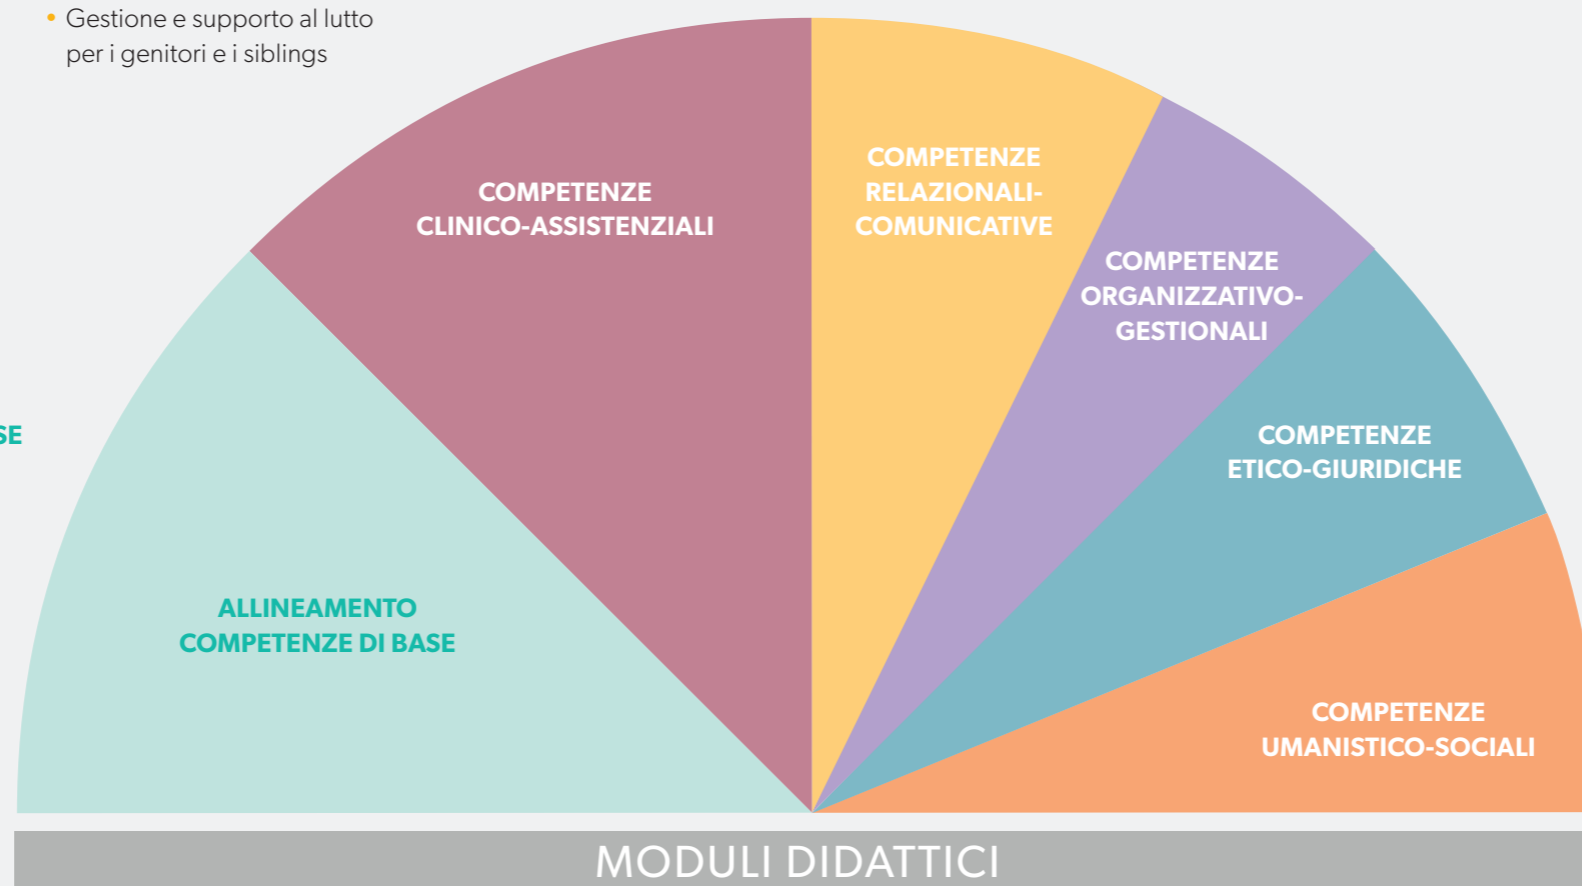 • Gestione e supporto al lutto
per i genitori e i siblings
COMPETENZE
CLINICO-ASSISTENZIALI
COMPETENZE
RELAZIONALI-
COMUNICATIVE
COMPETENZE
ORGANIZZATIVO-
GESTIONALI
COMPETENZE
ETICO-GIURIDICHE
SE
ALLINEAMENTO
COMPETENZE DI BASE
COMPETENZE
UMANISTICO-SOCIALI
MODULI DIDATTICI